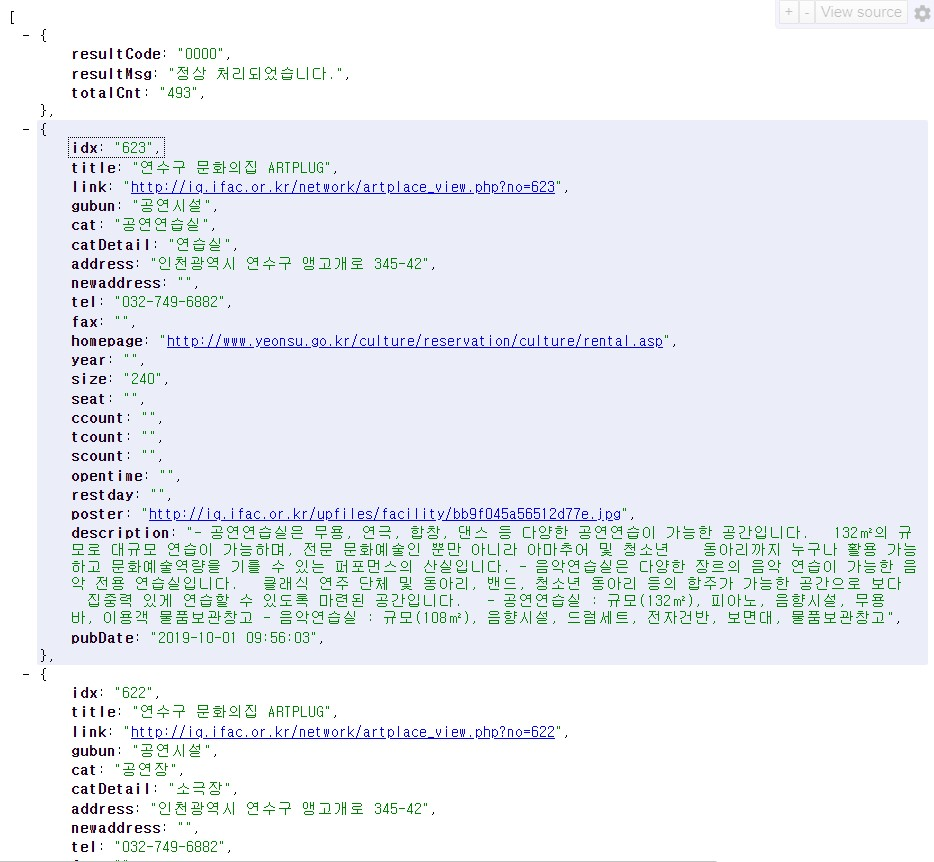 + - View source
[
- {
resultCode: "0000",
resultMsg: "정상 처리되었습니다.",
totalCnt: "493",
},
- {
idx: "623",
title: "연수구 문화의집 ARTPLUG",
link: "http://iq.ifac.or.kr/network/artplace_view.php?no=623",
gubun: "공연시설",
cat: "공연연습실",
catDetail: "연습실",
address: "인천광역시 연수구 앵고개로 345-42",
newaddress: "",
tel: "032-749-6882",
fax: "",
homepage: "http://www.yeonsu.go.kr/culture/reservation/culture/rental.asp",
year: "",
size: "240",
seat: "",
ccount: "",
tcount: "",
scount: "",
opentime: "",
restday: "",
poster: "http://iq.ifac.or.kr/upfiles/facility/bb9f045a56512d77e.jpg",
description: "- 공연연습실은 무용, 연극, 합창, 댄스 등 다양한 공연연습이 가능한 공간입니다. 132㎡의 규
모로 대규모 연습이 가능하며, 전문 문화예술인 뿐만 아니라 아마추어 및 청소년 동아리까지 누구나 활용 가능
하고 문화예술역량을 기를 수 있는 퍼포먼스의 산실입니다. - 음악연습실은 다양한 장르의 음악 연습이 가능한 음
악 전용 연습실입니다. 클래식 연주 단체 및 동아리, 밴드, 청소년 동아리 등의 합주가 가능한 공간으로 보다
집중력 있게 연습할 수 있도록 마련된 공간입니다. - 공연연습실 : 규모(132㎡), 피아노, 음향시설, 무용
바, 이용객 물품보관창고 - 음악연습실 : 규모(108㎡), 음향시설, 드럼세트, 전자건반, 보면대, 물품보관창고",
pubDate: "2019-10-01 09:56:03",
},
- {
idx: "622",
title: "연수구 문화의집 ARTPLUG",
link: "http://iq.ifac.or.kr/network/artplace_view.php?no=622",
gubun: "공연시설",
cat: "공연장",
catDetail: "소극장",
address: "인천광역시 연수구 앵고개로 345-42",
newaddress: "",
tel: "032-749-6882",